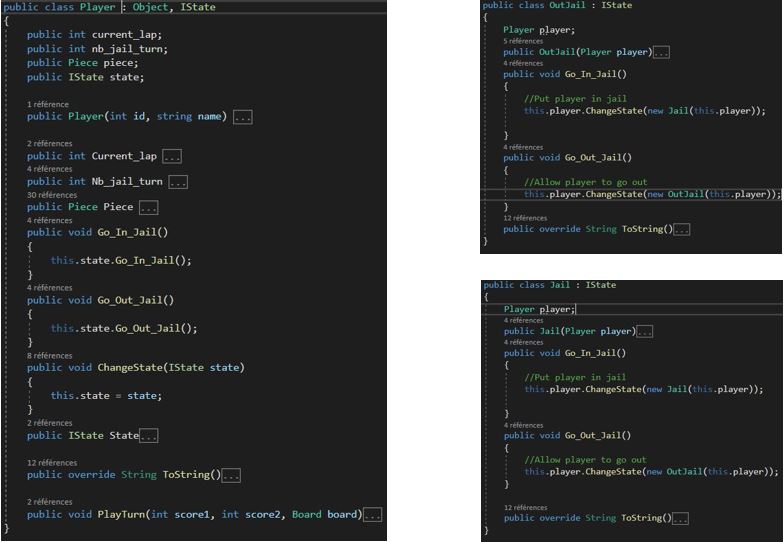 public class Player : Object, IState
{
public int current_lap;
public int nb_jail_turn;
public Piece piece;
public IState state;
1 référence
public Player(int id, string name) ...
2 références
public int Current_lap ...
4 références
public int Nb_jail_turn ...
30 références
public Piece Piece ...
4 références
public void Go_In_Jail()
{
this.state.Go_In_Jail();
}
4 références
public void Go_Out_Jail()
{
this.state.Go_Out_Jail();
}
8 références
public void ChangeState(IState state)
{
this.state = state;
}
2 références
public IState State...
12 références
public override String ToString()...
2 références
public void PlayTurn(int score1, int score2, Board board)...
}
public class OutJail : IState
{
Player player;
5 références
public OutJail(Player player)...
4 références
public void Go_In_Jail()
{
//Put player in jail
this.player.ChangeState(new Jail(this.player));
}
4 références
public void Go_Out_Jail()
{
//Allow player to go out
this.player.ChangeState(new OutJail(this.player));
}
12 références
public override String ToString()...
}
public class Jail : IState
{
Player player;
4 références
public Jail(Player player)...
4 références
public void Go_In_Jail()
{
//Put player in jail
this.player.ChangeState(new Jail(this.player));
}
4 références
public void Go_Out_Jail()
{
//Allow player to go out
this.player.ChangeState(new OutJail(this.player));
}
12 références
public override String ToString()...
}